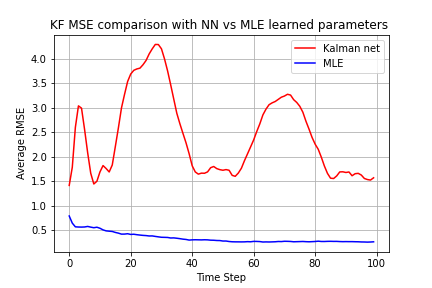 KF MSE comparison with NN vs MLE learned parameters
Kalman net
MLE
Average RMSE
4.0
3.5
3.0
2.5
2.0
1.5
1.0
0.5
0 20 40 60 80 100
Time Step